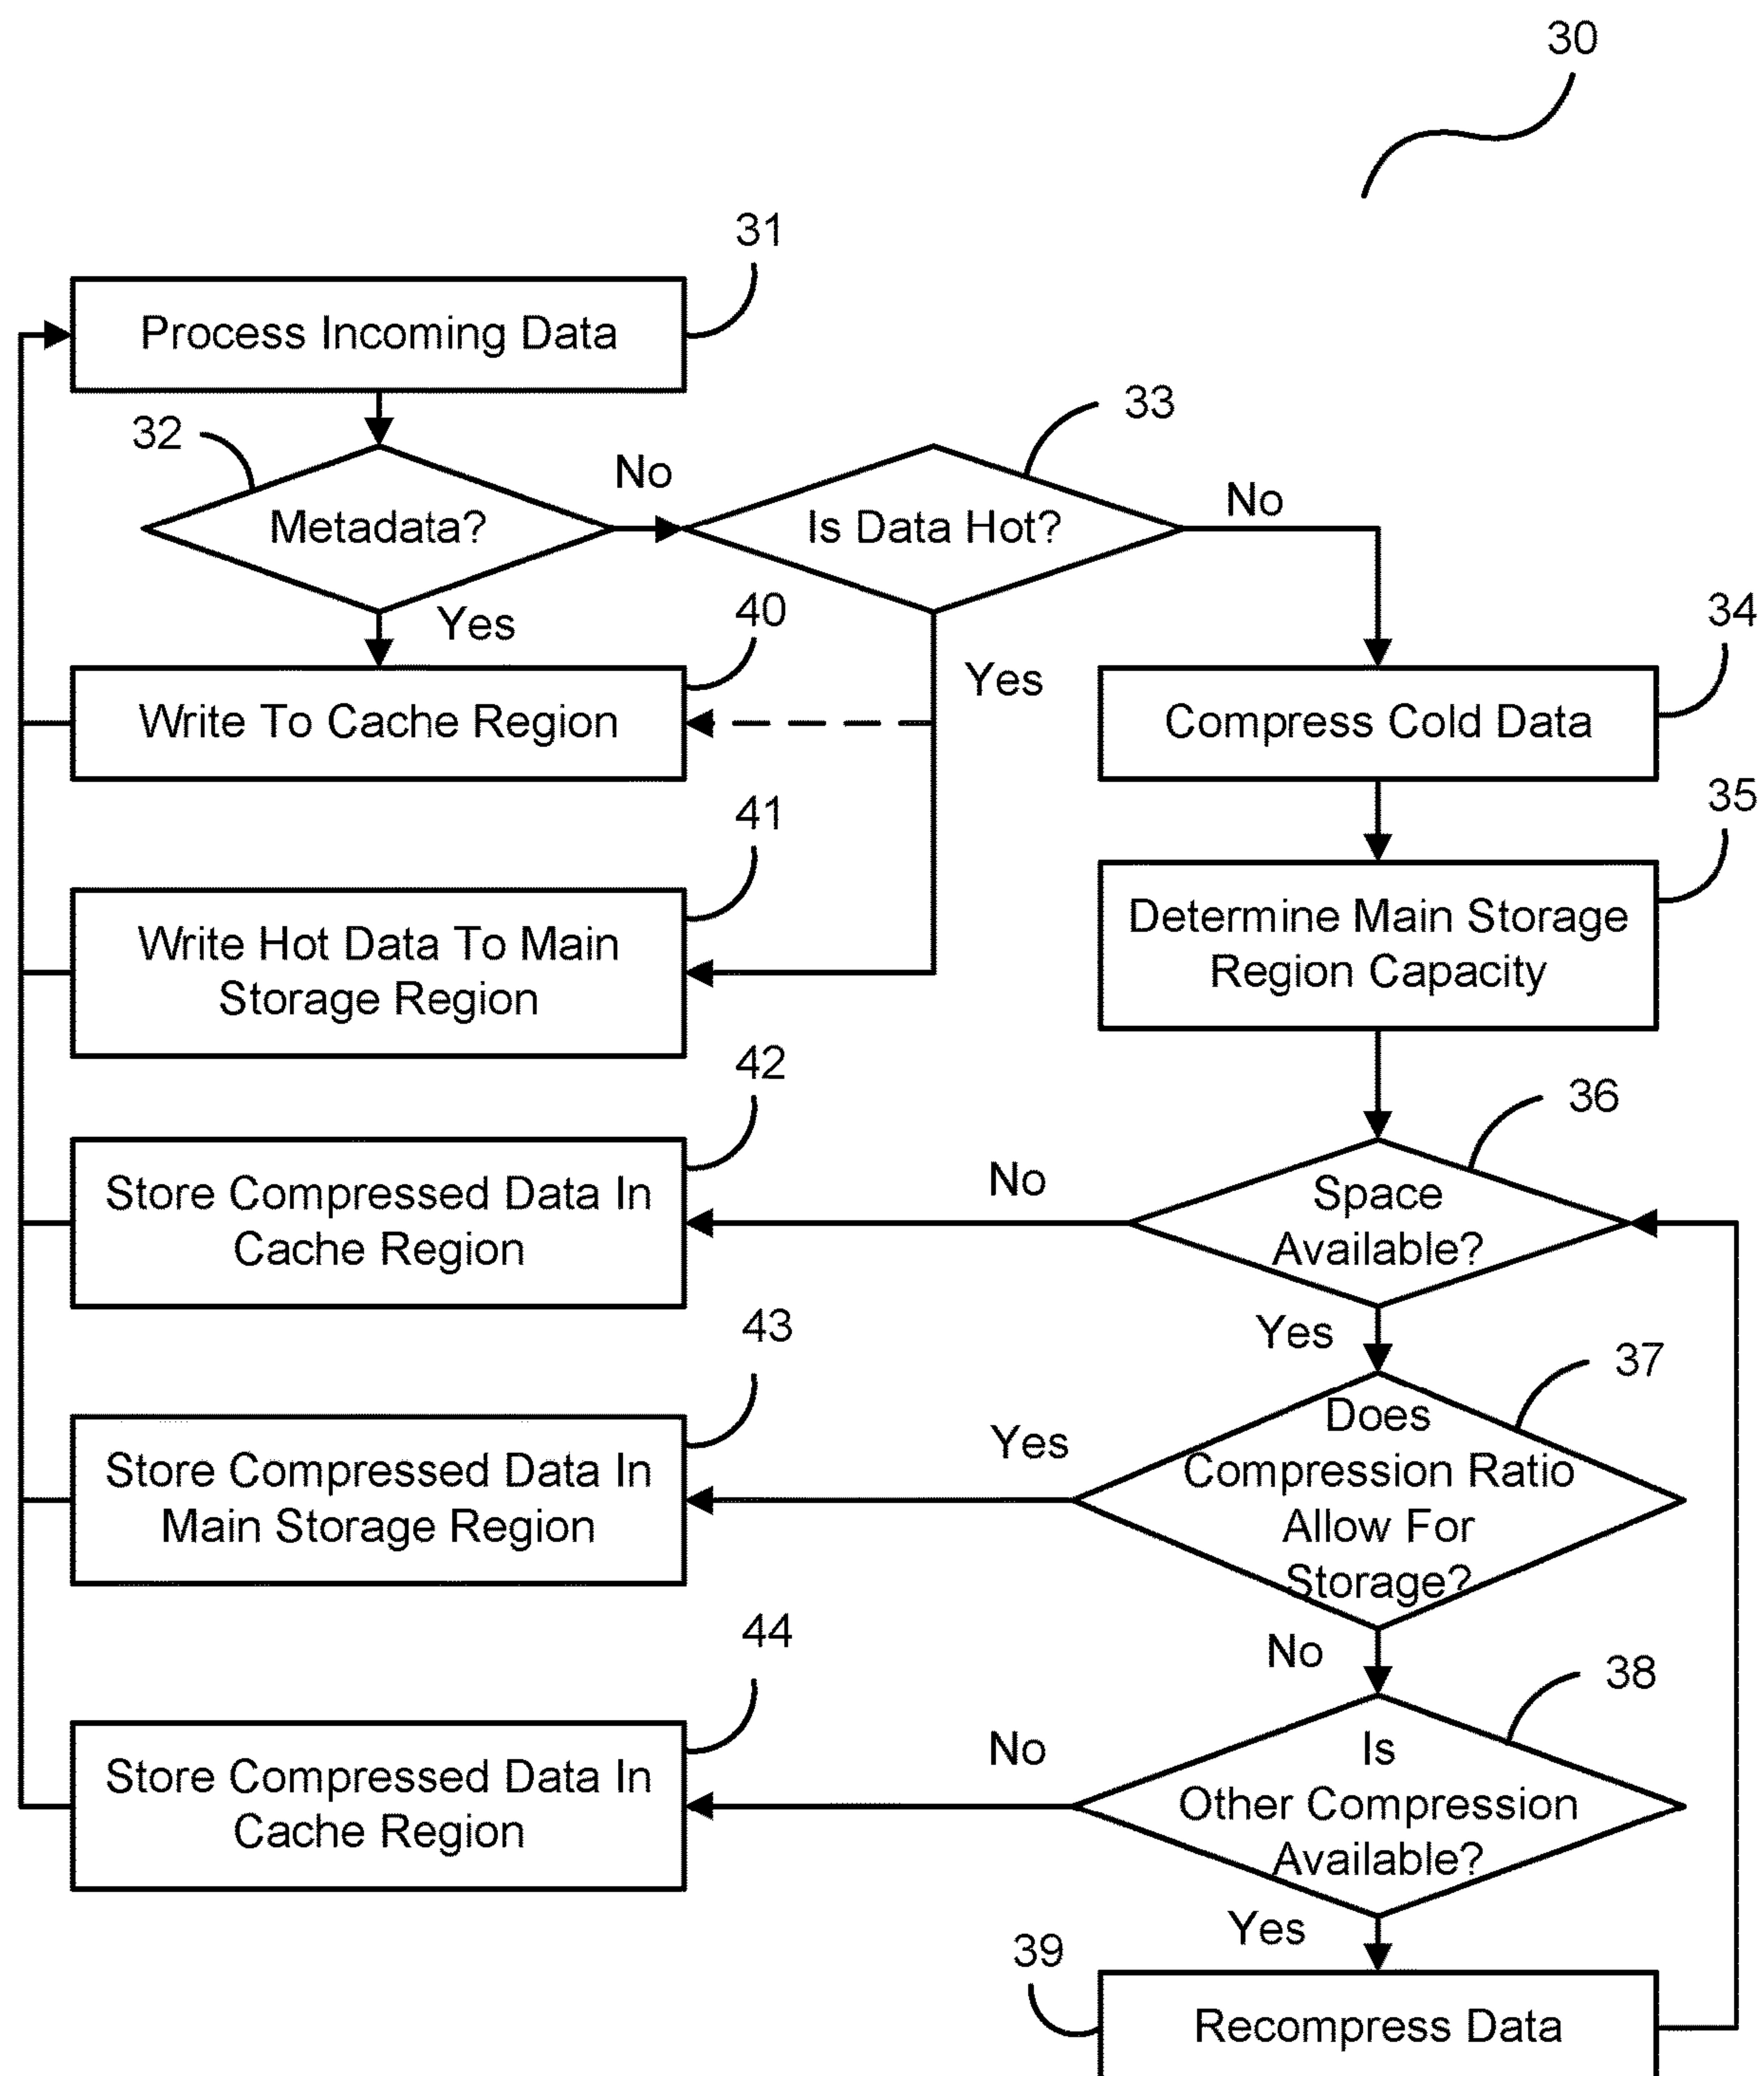 30
31
Process Incoming Data
32
Metadata?
No
33
Is Data Hot?
No
Yes
40
Write To Cache Region
Yes
34
Compress Cold Data
41
Write Hot Data To Main
Storage Region
35
Determine Main Storage
Region Capacity
42
Store Compressed Data In
Cache Region
No
36
Space
Available?
Yes
43
Store Compressed Data In
Main Storage Region
Yes
37
Does
Compression Ratio
Allow For
Storage?
No
44
Store Compressed Data In
Cache Region
No
38
Is
Other Compression
Available?
Yes
39
Recompress Data